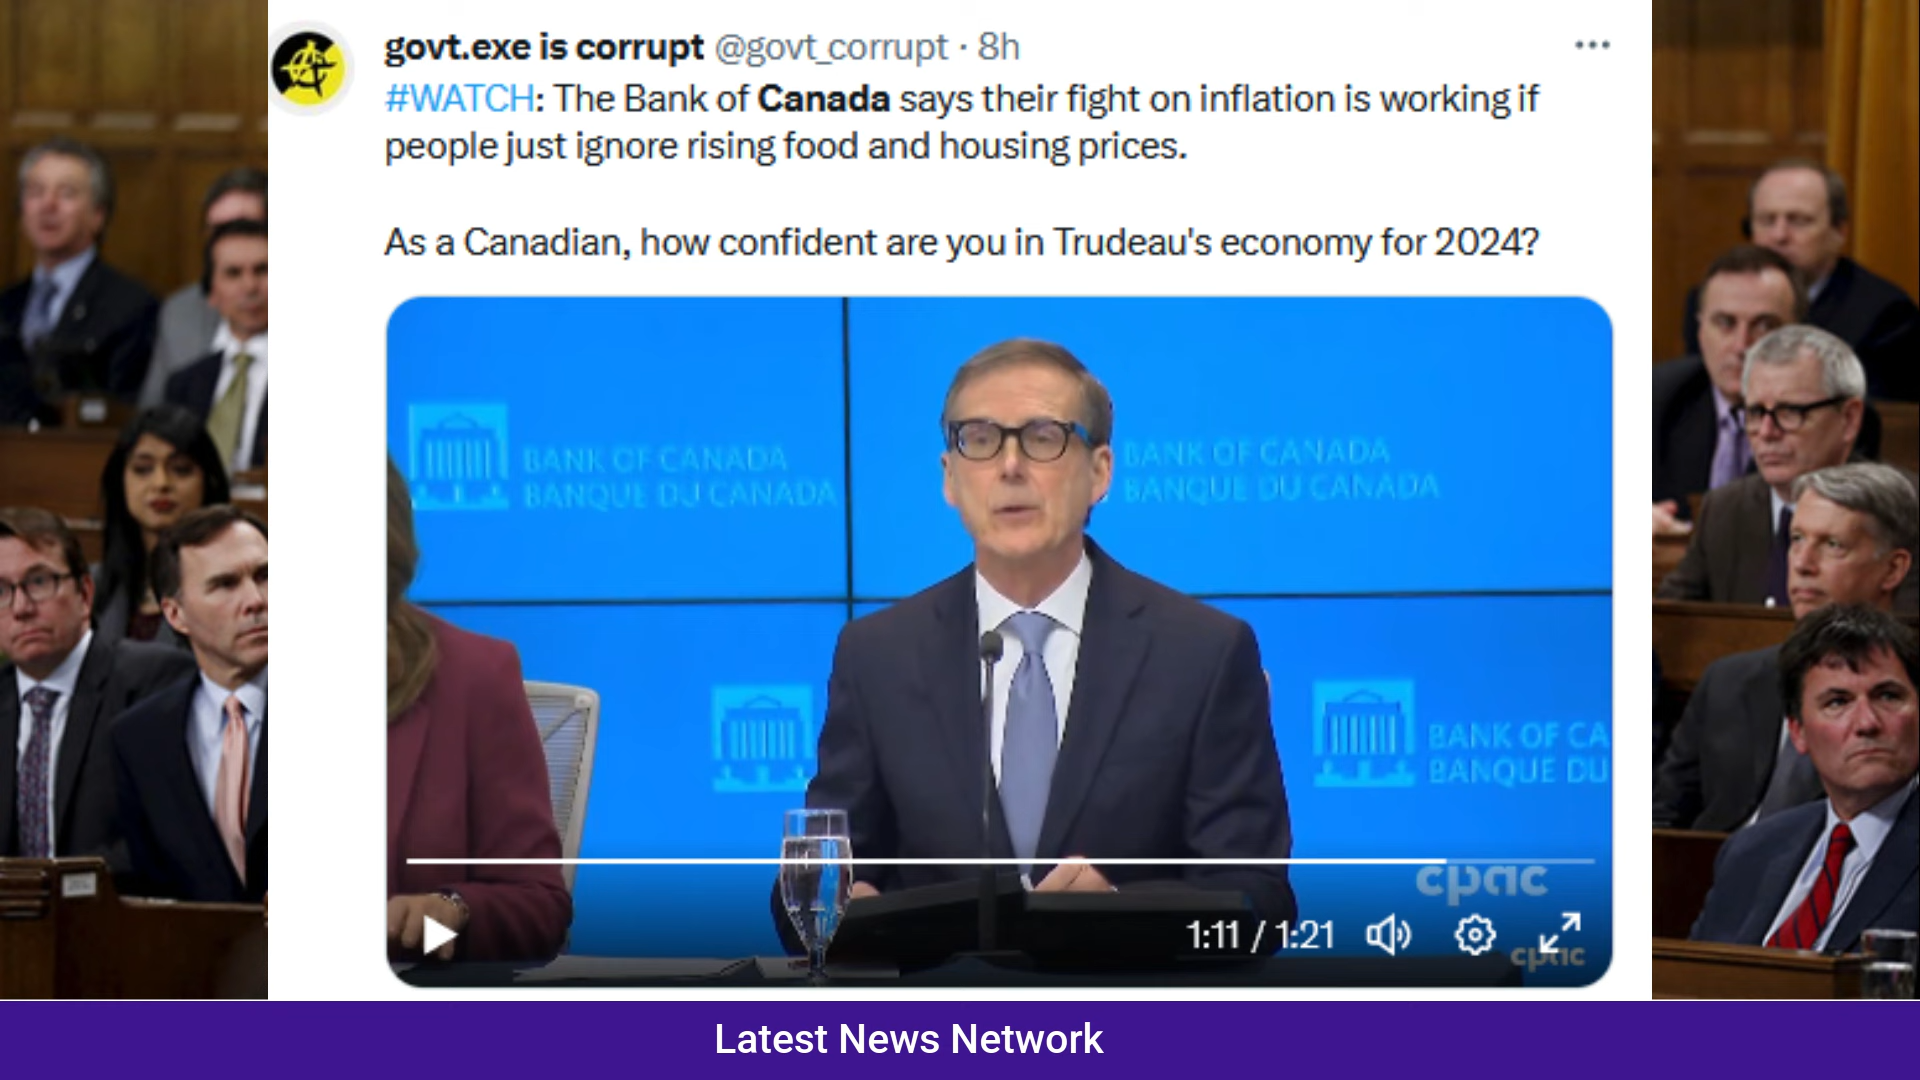 govt.exe is corrupt @govt_corrupt · 8h
#WATCH: The Bank of Canada says their fight on inflation is working if
people just ignore rising food and housing prices.
As a Canadian, how confident are you in Trudeau's economy for 2024?
BANK OF CANADA
BANQUE DU CANADA
BANK OF CANADA
BANQUE DU CANADA
BANK OF CA
BANQUE DU
cpac
1:11 / 1:21
cpac
Latest News Network